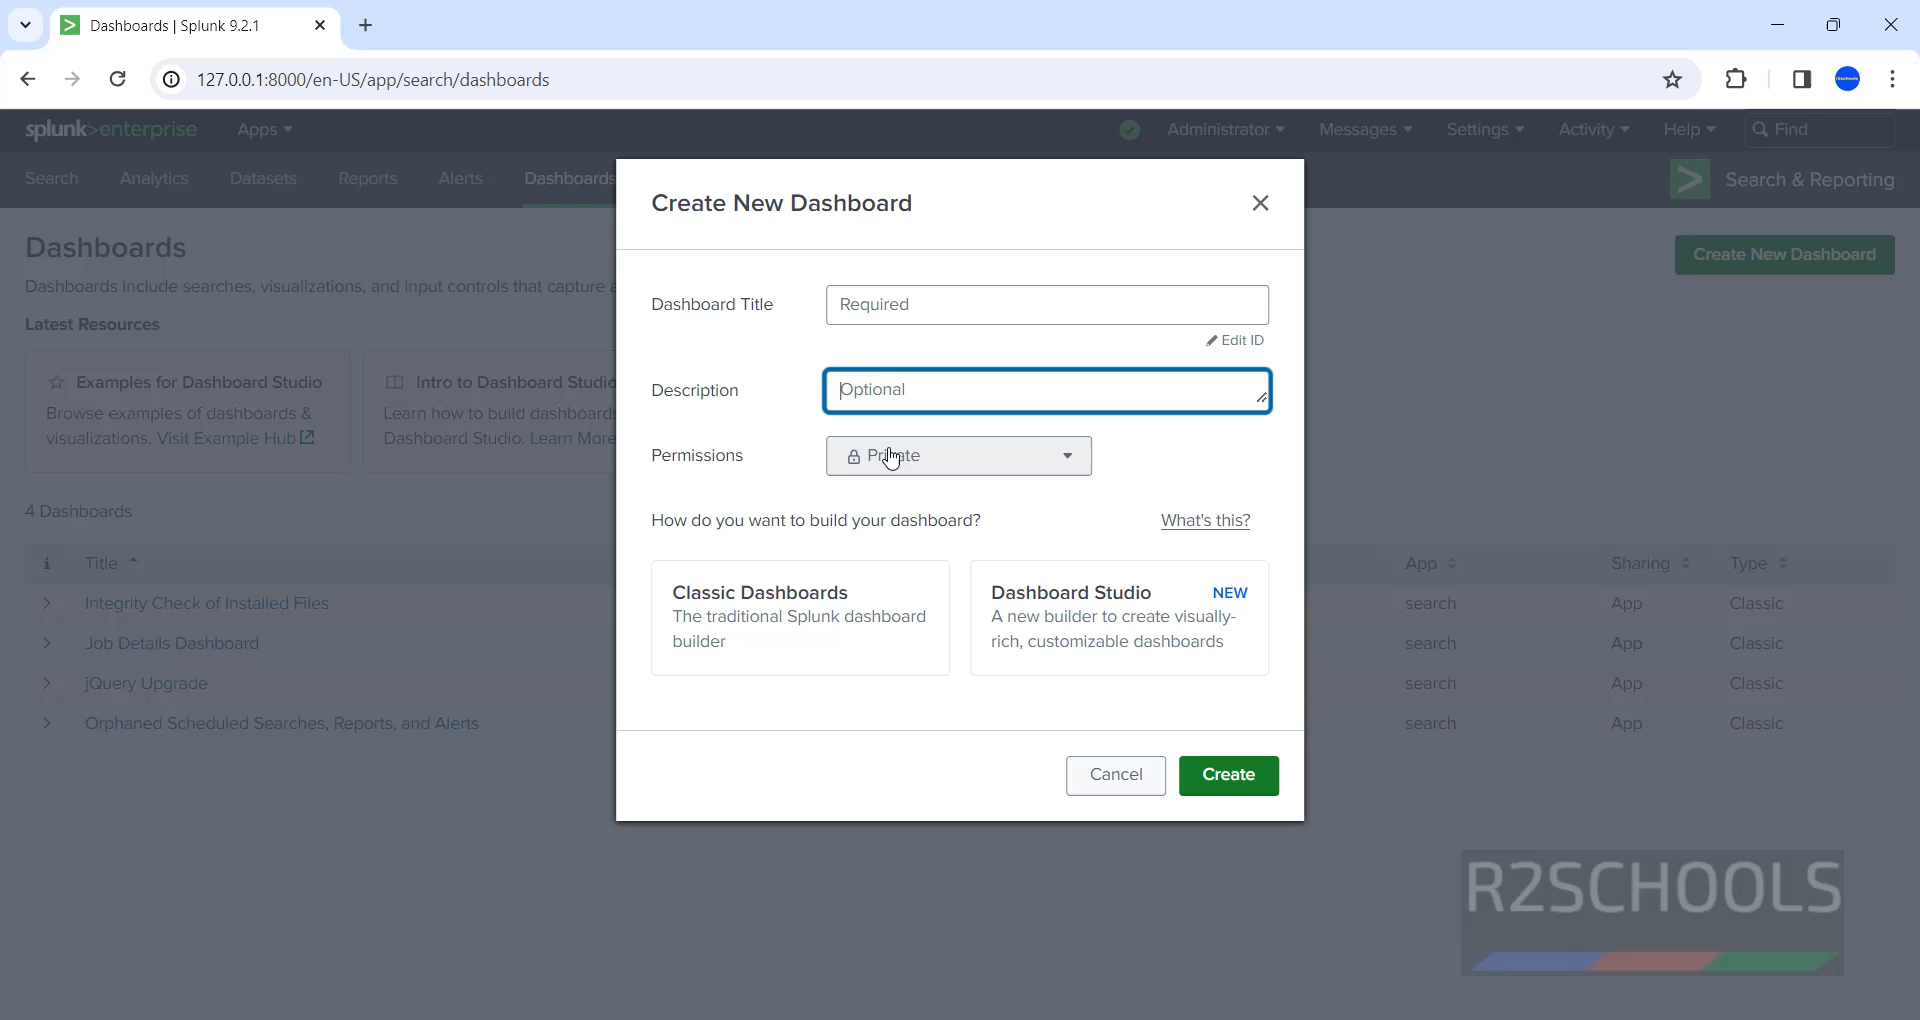 Dashboards | Splunk 9.2.1
127.0.0.1:8000/en-US/app/search/dashboards
splunk>enterprise Apps Administrator Messages Settings Activity Help Find
Search Analytics Datasets Reports Alerts Dashboards Search & Reporting
Create New Dashboard
Dashboards
Create New Dashboard
Dashboards include searches, visualizations, and input controls that capture
Latest Resources
Dashboard Title Required
Edit ID
Examples for Dashboard Studio
Browse examples of dashboards &
visualizations. Visit Example Hub
Intro to Dashboard Studio
Learn how to build dashboards
Dashboard Studio. Learn More
Description Optional
Permissions Private
4 Dashboards
How do you want to build your dashboard? What's this?
i Title App Sharing Type
Classic Dashboards
The traditional Splunk dashboard
builder
Dashboard Studio NEW
A new builder to create visually-
rich, customizable dashboards
Integrity Check of Installed Files search App Classic
Job Details Dashboard search App Classic
jQuery Upgrade search App Classic
Orphaned Scheduled Searches, Reports, and Alerts search App Classic
Cancel Create
R2SCHOOLS